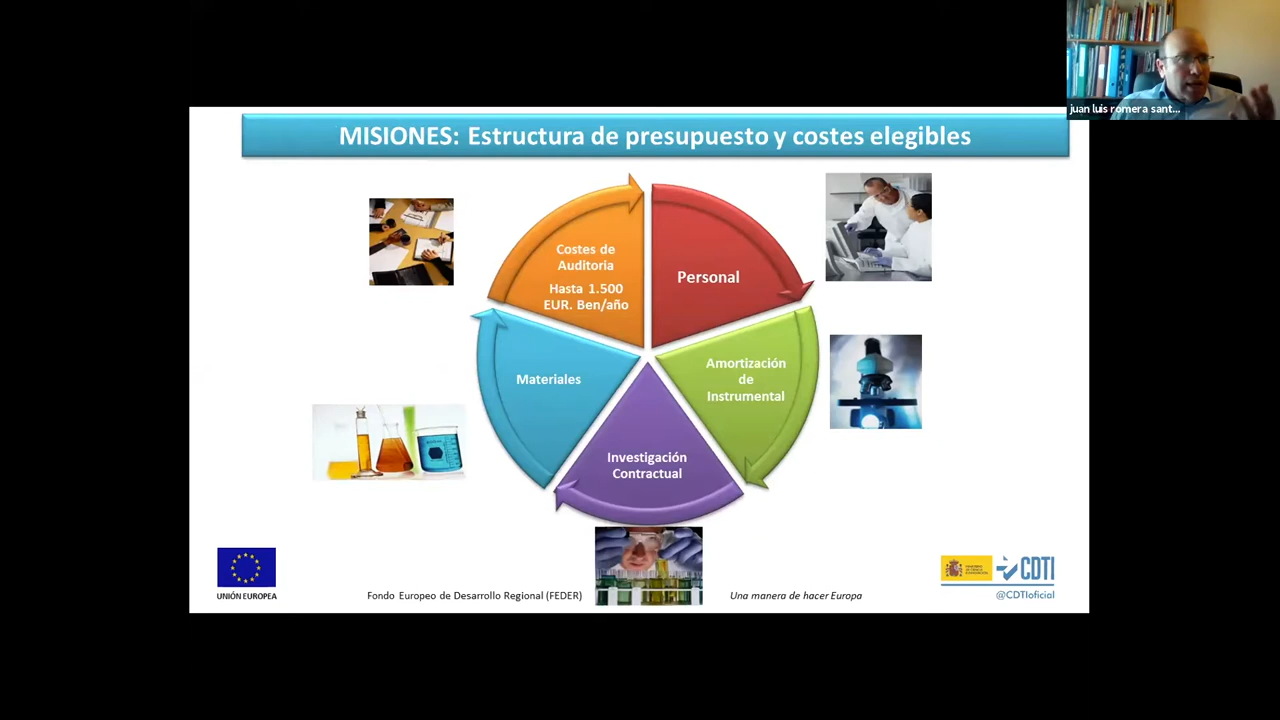 juan luis romera sant...
MISIONES: Estructura de presupuesto y costes elegibles
Costes de
Auditoria
Hasta 1.500
EUR. Ben/año
Personal
Amortización
de
Instrumental
Materiales
Investigación
Contractual
UNIÓN EUROPEA
Fondo Europeo de Desarrollo Regional (FEDER)
Una manera de hacer Europa
CDTI
@CDTIoficial